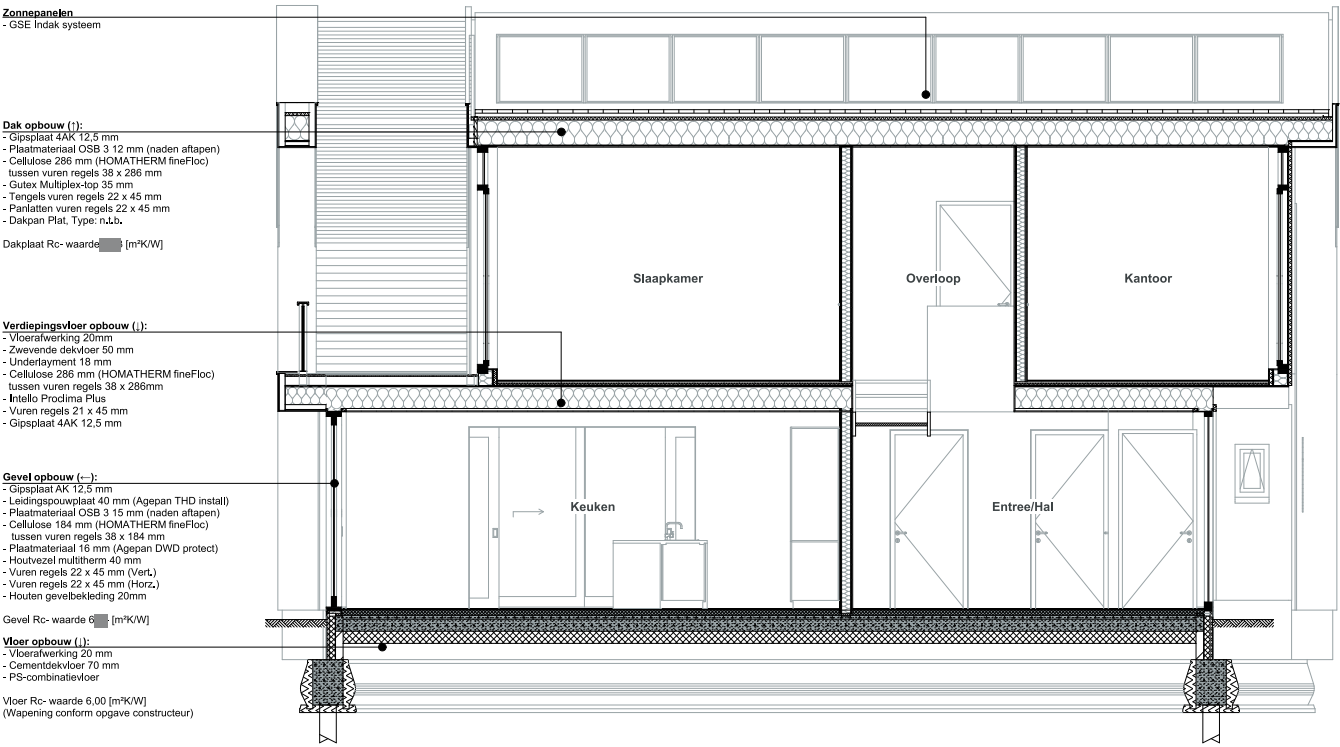 Zonnepanelen
- GSE Indak systeem
Dak opbouw (↑):
- Gipsplaat 4AK 12,5 mm
- Plaatmateriaal OSB 3 12 mm (naden aftapen)
- Cellulose 286 mm (HOMATHERM fineFloc)
tussen vuren regels 38 x 286 mm
- Gutex Multiplex-top 35 mm
- Tengels vuren regels 22 x 45 mm
- Panlatten vuren regels 22 x 45 mm
- Dakpan Plat, Type: n.t.b.
Dakplaat Rc- waarde [m²K/W]
Slaapkamer
Overloop
Kantoor
Verdiepingsvloer opbouw (↓):
- Vloerafwerking 20mm
- Zwevende dekvloer 50 mm
- Underlayment 18 mm
- Cellulose 286 mm (HOMATHERM fineFloc)
tussen vuren regels 38 x 286mm
- Intello Proclima Plus
- Vuren regels 21 x 45 mm
- Gipsplaat 4AK 12,5 mm
Gevel opbouw (←):
- Gipsplaat AK 12,5 mm
- Leidingspouwplaat 40 mm (Agepan THD install)
- Plaatmateriaal OSB 3 15 mm (naden aftapen)
- Cellulose 184 mm (HOMATHERM fineFloc)
tussen vuren regels 38 x 184 mm
- Plaatmateriaal 16 mm (Agepan DWD protect)
- Houtvezel multitherm 40 mm
- Vuren regels 22 x 45 mm (Vert.)
- Vuren regels 22 x 45 mm (Horz.)
- Houten gevelbekleding 20mm
Gevel Rc- waarde 6 [m²K/W]
Keuken
Entree/Hal
Vloer opbouw (↓):
- Vloerafwerking 20 mm
- Cementdekvloer 70 mm
- PS-combinatievloer
Vloer Rc- waarde 6,00 [m²K/W]
(Wapening conform opgave constructeur)